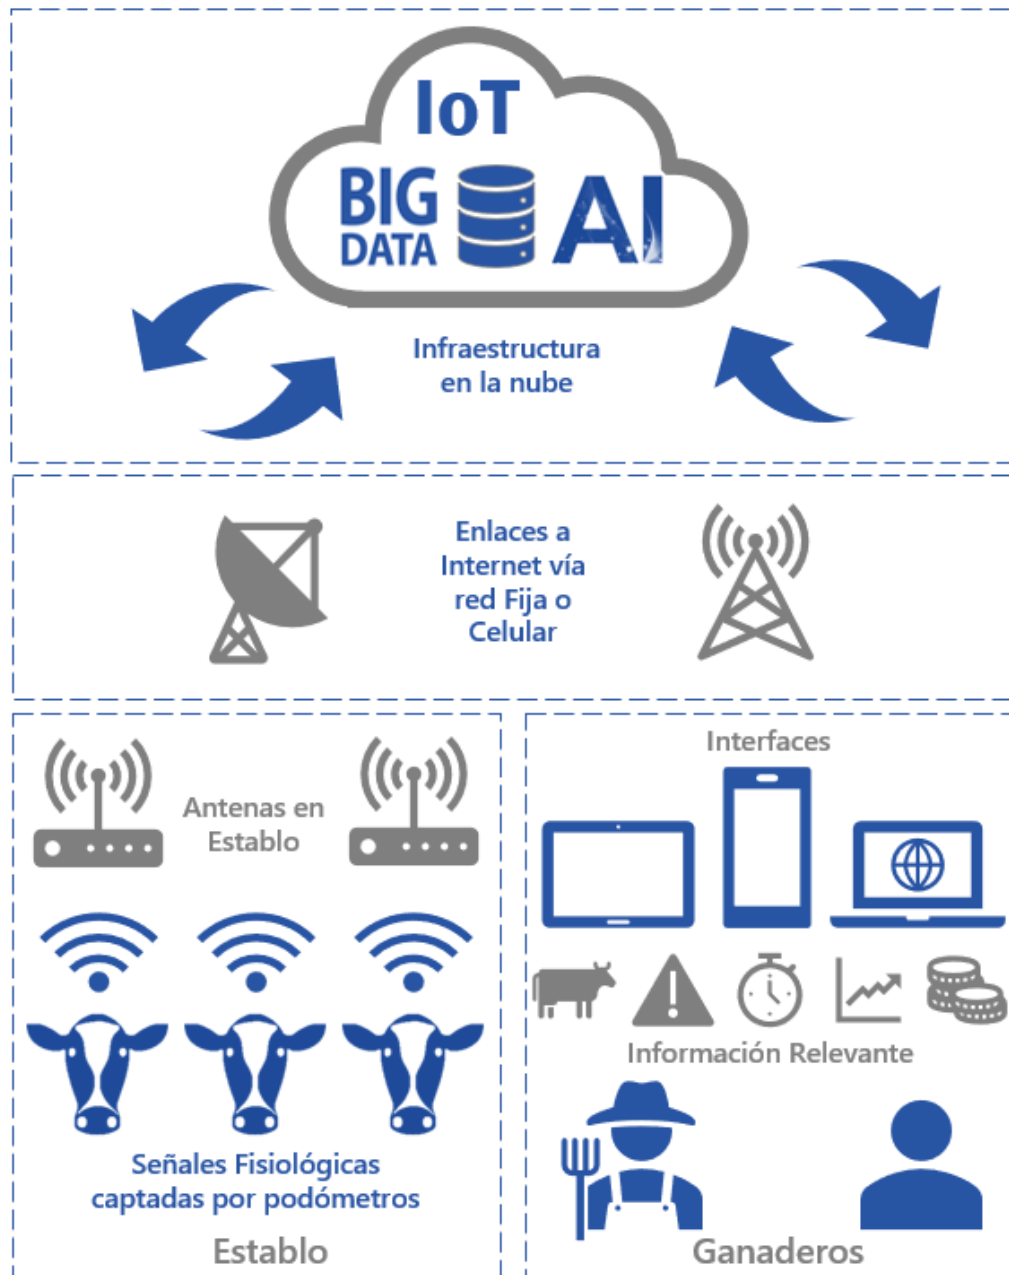 IoT
BIG
DATA
AI
Infraestructura
en la nube
Enlaces a
Internet vía
red Fija o
Celular
Antenas en
Establo
Señales Fisiológicas
captadas por podómetros
Establo
Interfaces
Información Relevante
Ganaderos